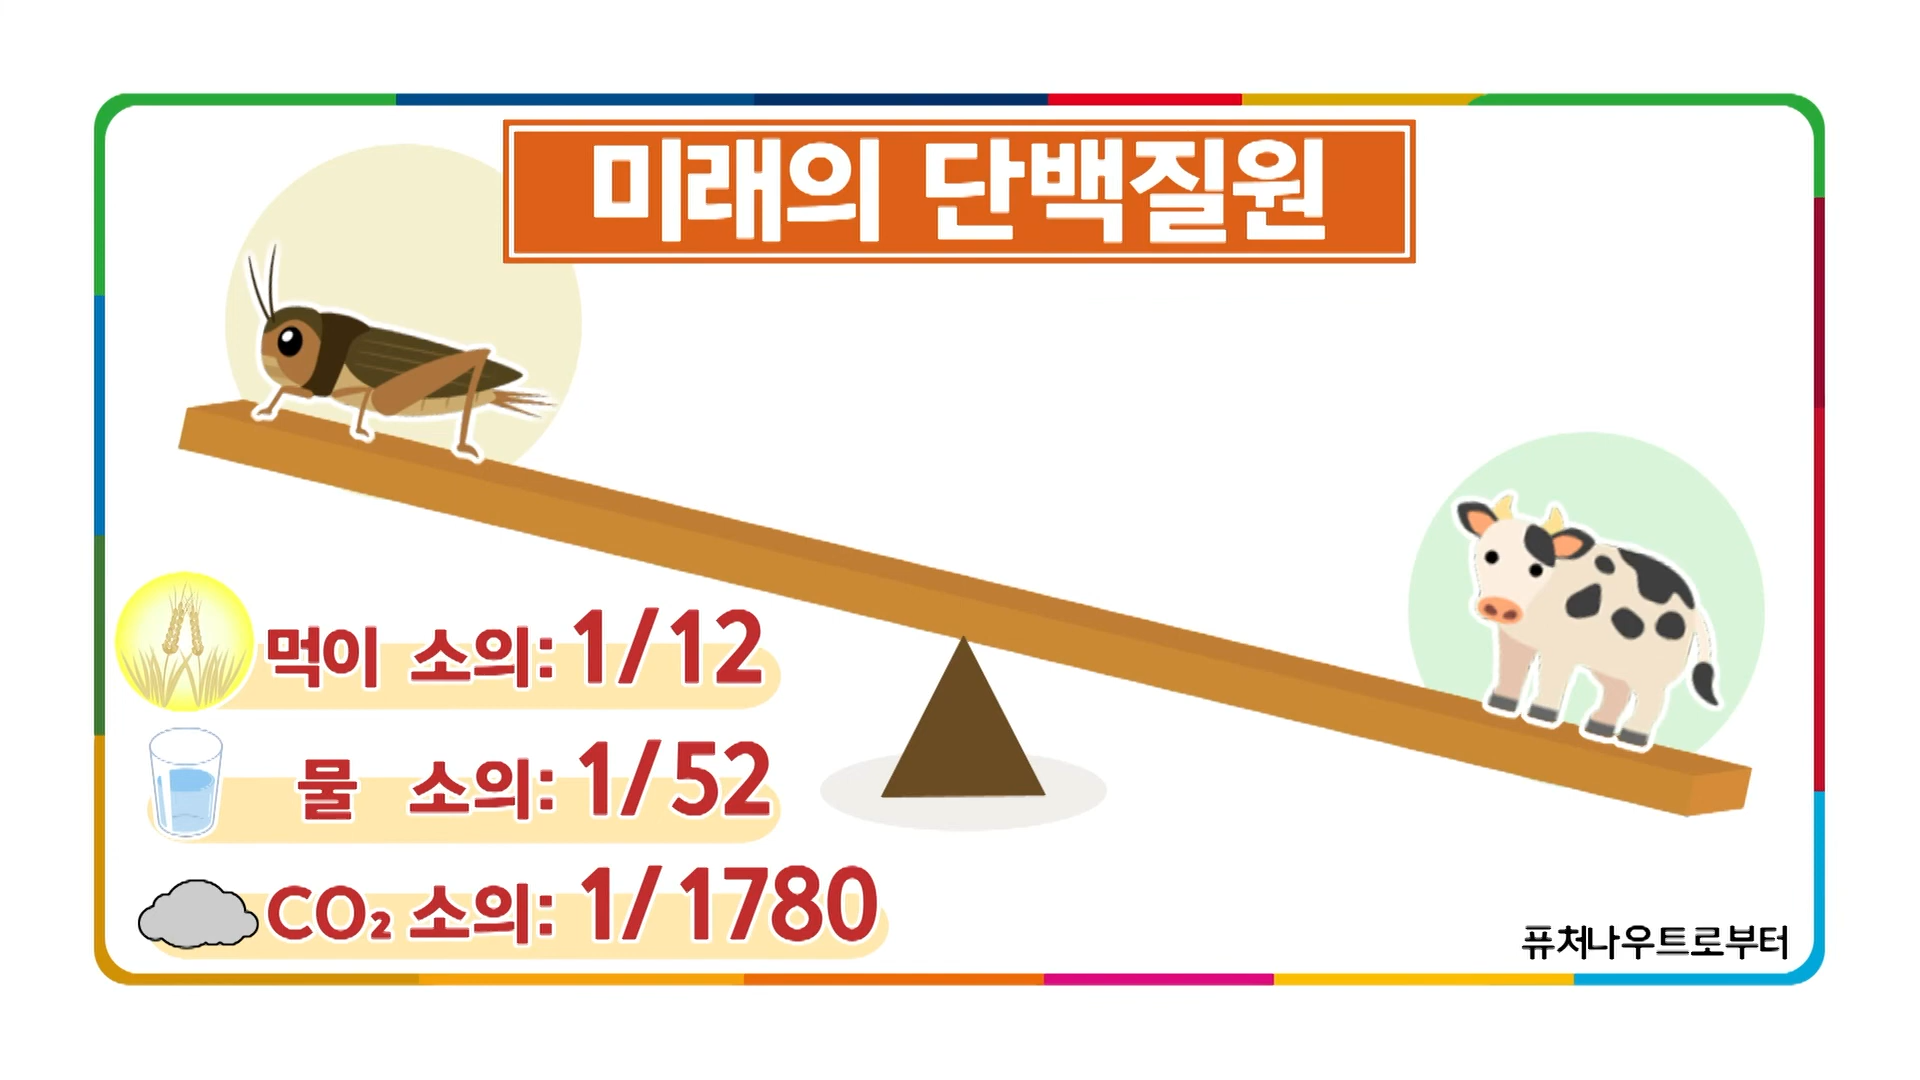 미래의 단백질원
먹이 소의: 1/12
물 소의: 1/52
CO₂ 소의: 1/1780
퓨처나우트로부터